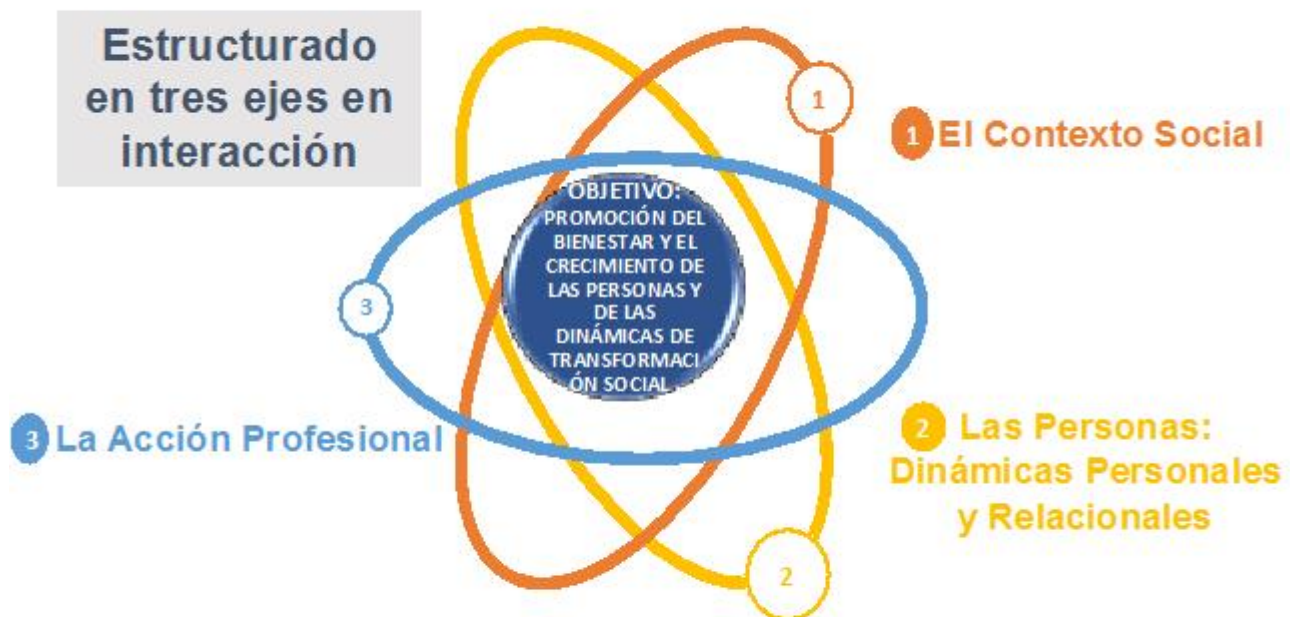 Estructurado
en tres ejes en
interacción
1
1 El Contexto Social
OBJETIVO:
PROMOCIÓN DEL
BIENESTAR Y EL
CRECIMIENTO DE
LAS PERSONAS Y
DE LAS
DINÁMICAS DE
TRANSFORMACI
ÓN SOCIAL
3
3 La Acción Profesional
2 Las Personas:
Dinámicas Personales
y Relacionales
2